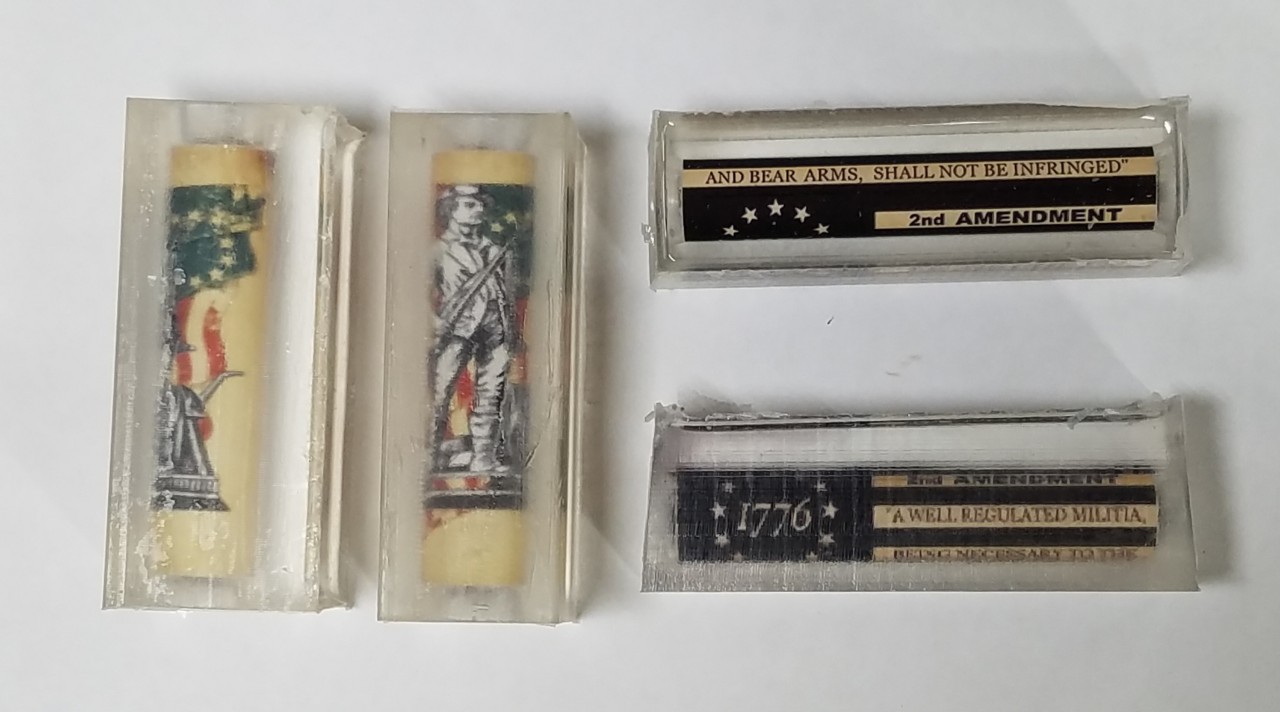 AND BEAR ARMS, SHALL NOT BE INFRINGED"
2nd AMENDMENT
2nd AMENDMENT
1776
"A WELL REGULATED MILITIA,
BEING NECESSARY TO THE